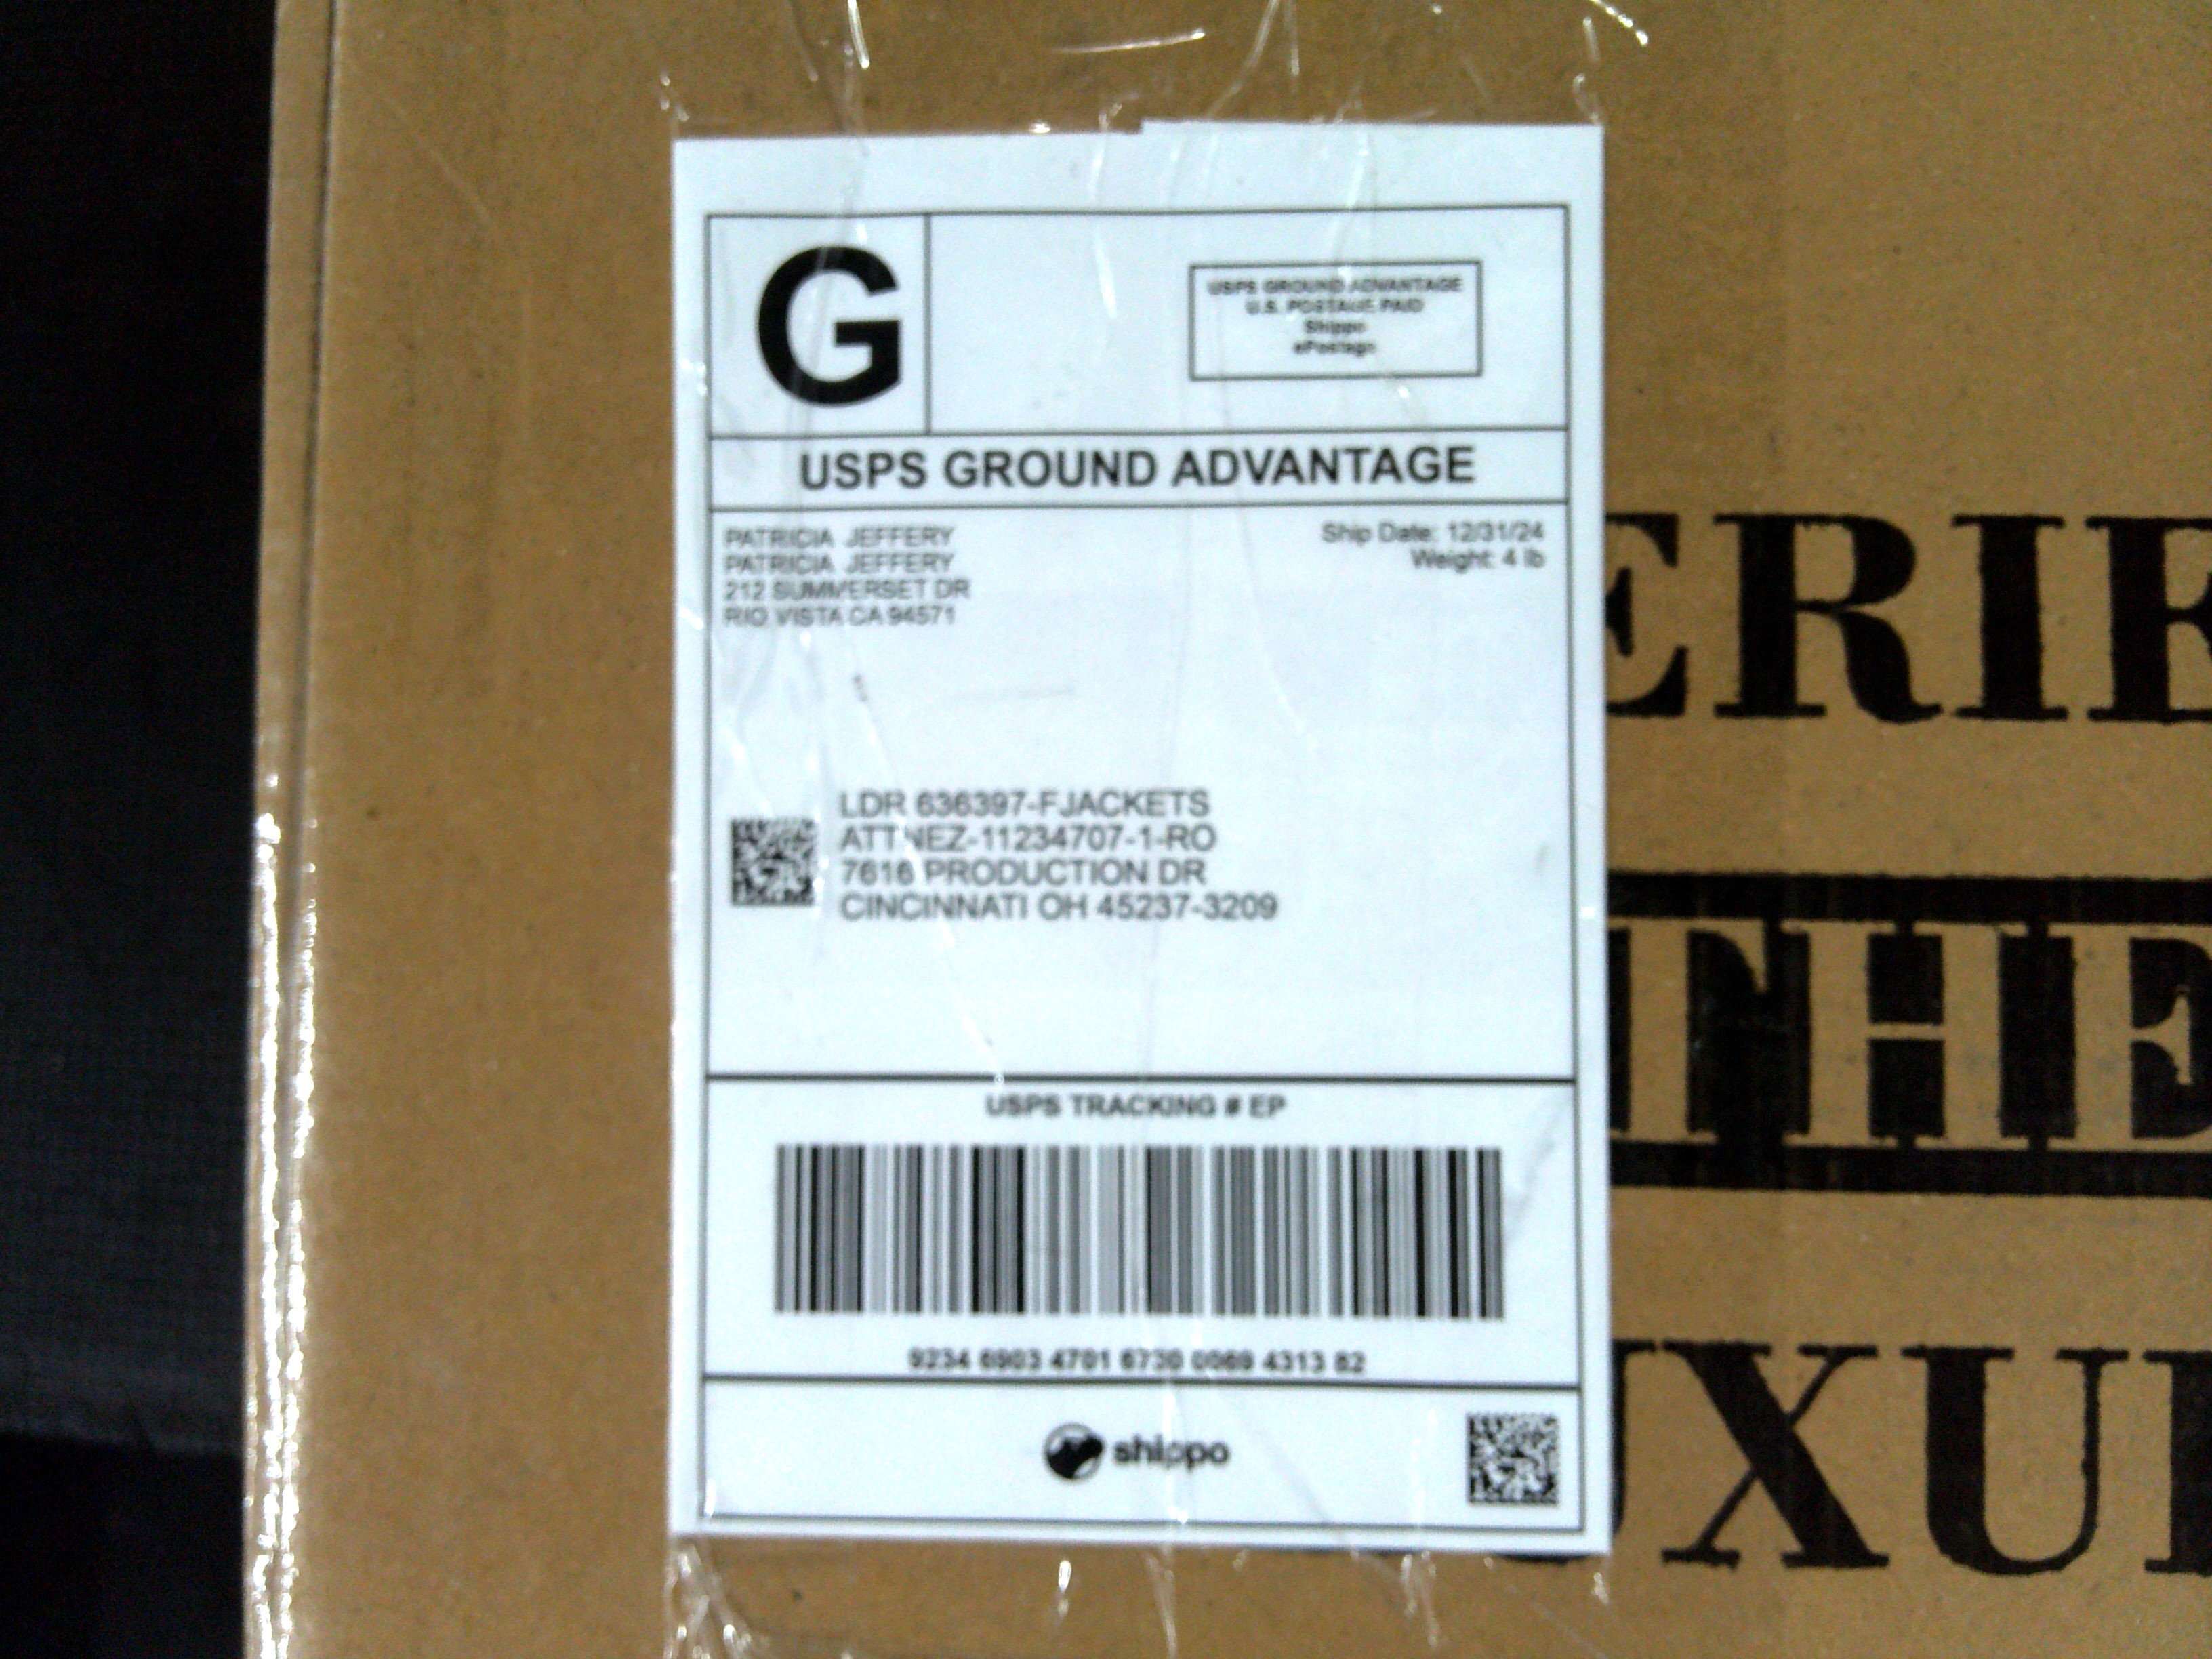 G
USPS GROUND ADVANTAGE
U.S. POSTAGE PAID
Shippo
ePostage
USPS GROUND ADVANTAGE
PATRICIA JEFFERY
PATRICIA JEFFERY
212 SUMMERSET DR
RIO VISTA CA 94571
Ship Date: 12/31/24
Weight: 4 lb
LDR 636397-FJACKETS
ATTNEZ-11234707-1-RO
7616 PRODUCTION DR
CINCINNATI OH 45237-3209
USPS TRACKING # EP
9234 6903 4701 6730 0069 4313 82
shippo
ERIE
THE
UXU